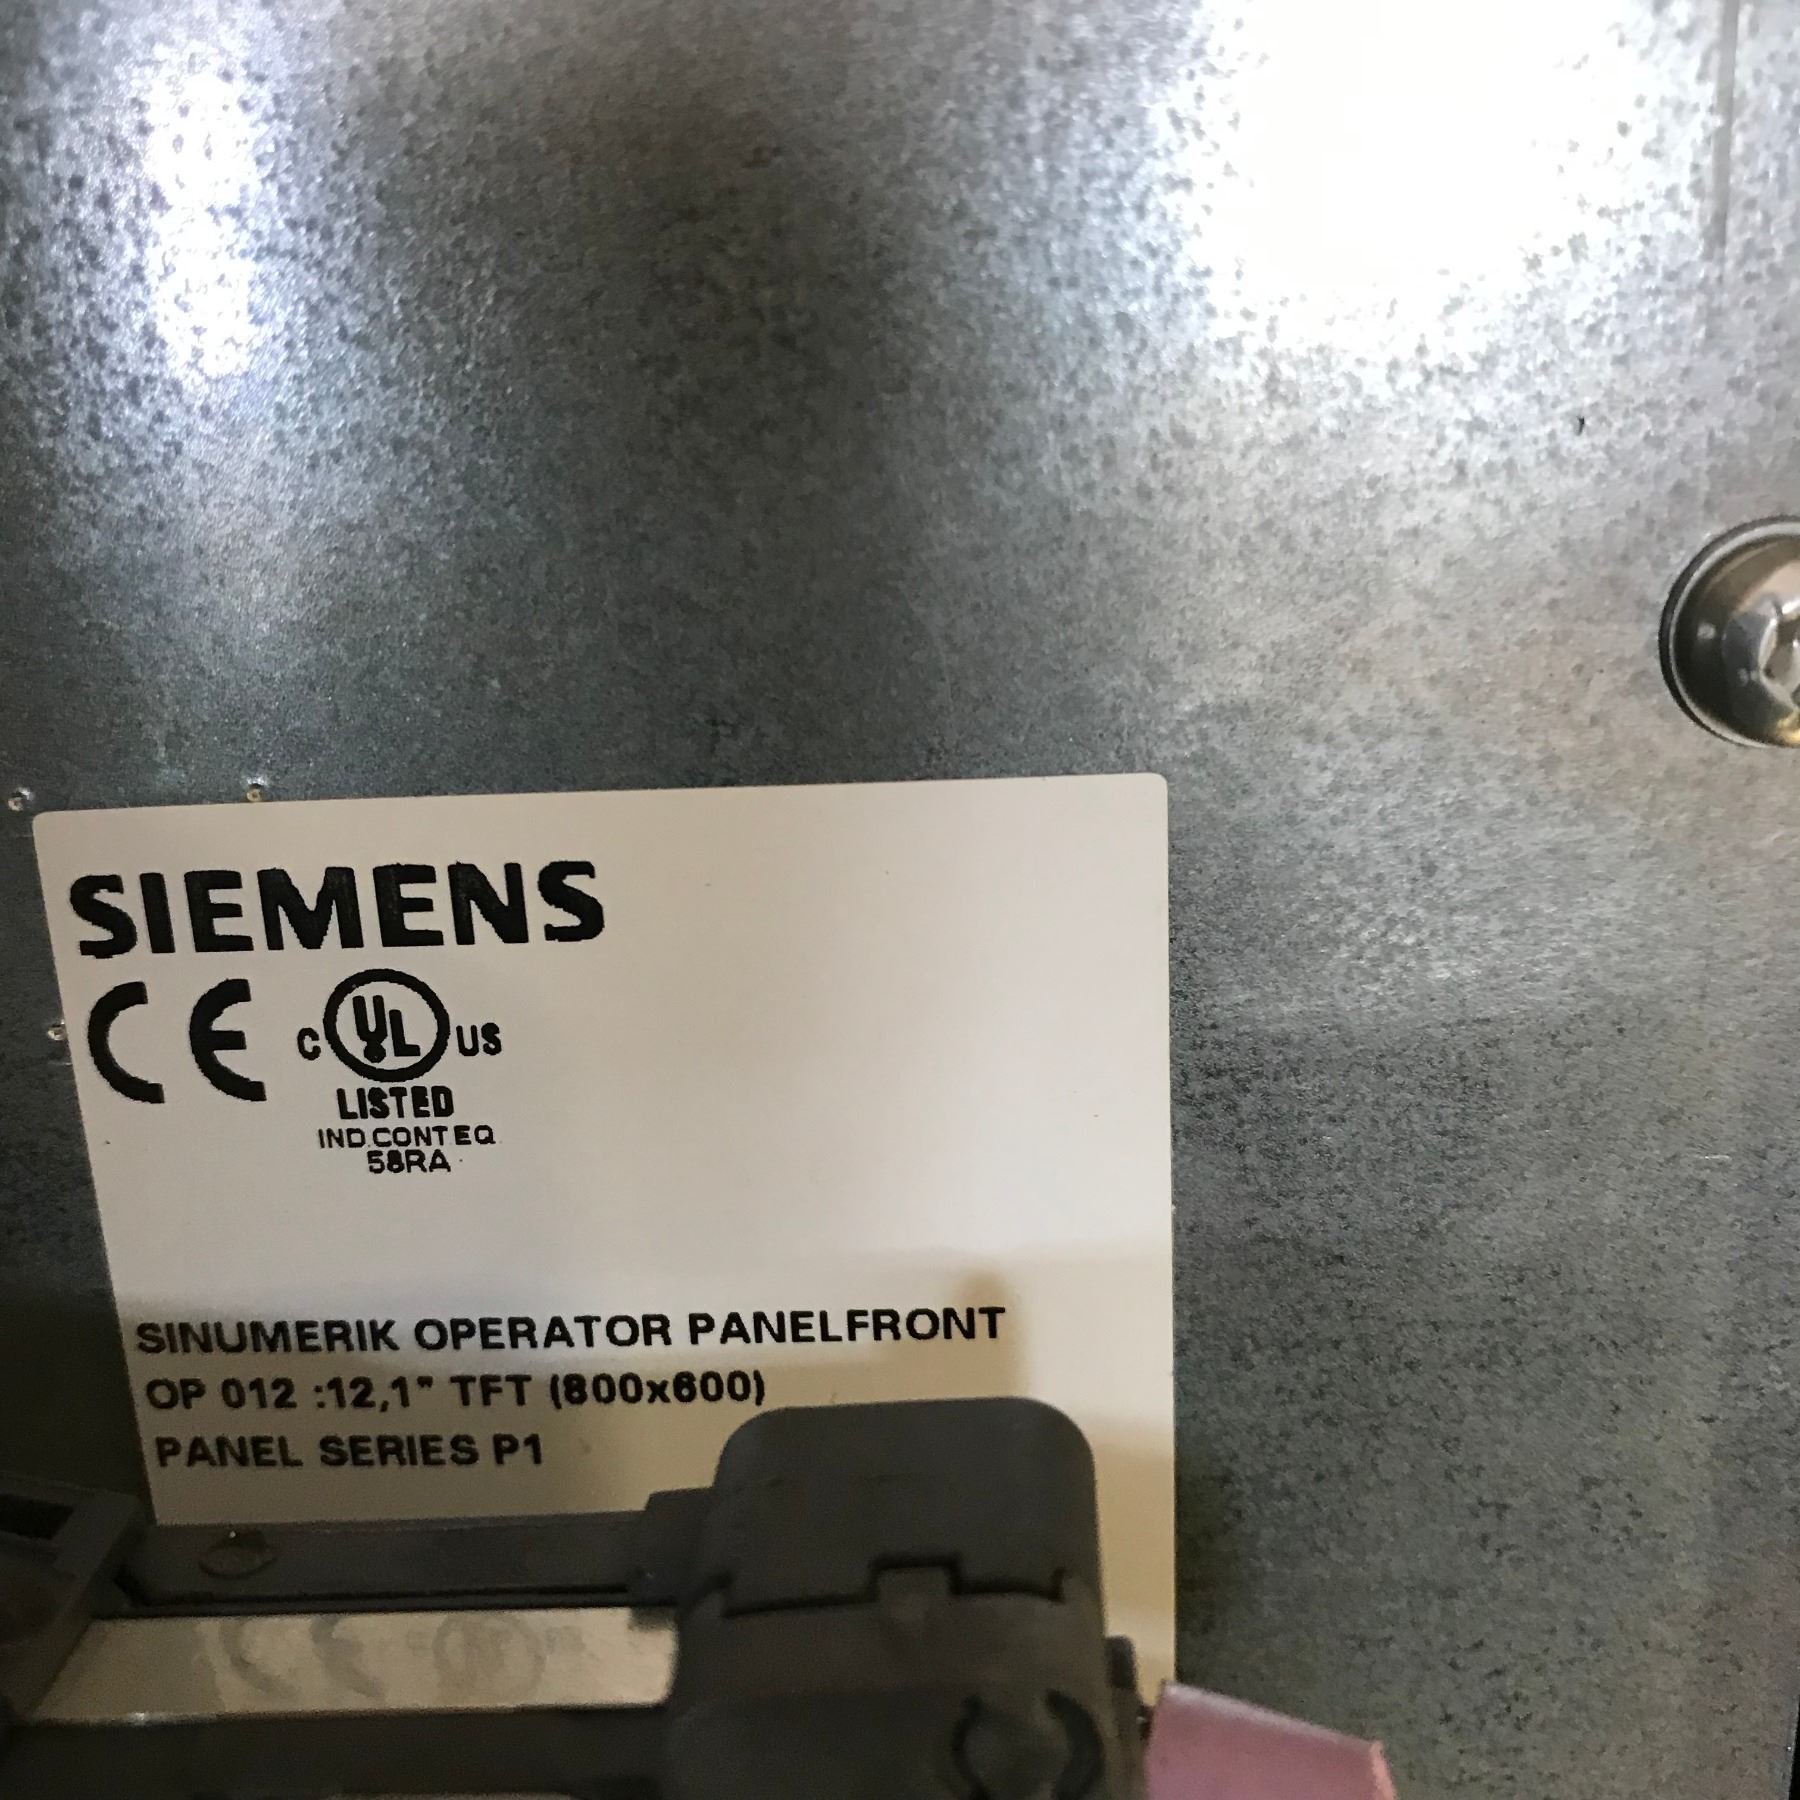 SIEMENS
CE C UL US
LISTED
IND.CONT.EQ.
58RA
SINUMERIK OPERATOR PANELFRONT
OP 012 :12,1" TFT (800x600)
PANEL SERIES P1